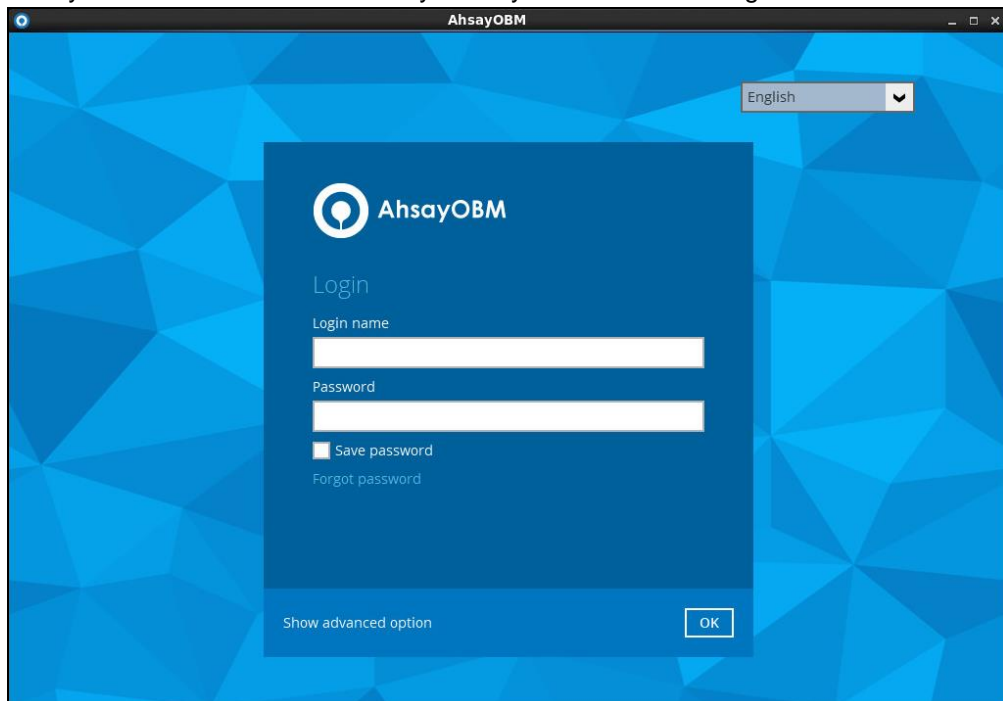 AhsayOBM
English
AhsayOBM
Login
Login name
Password
Save password
Forgot password
Show advanced option
OK